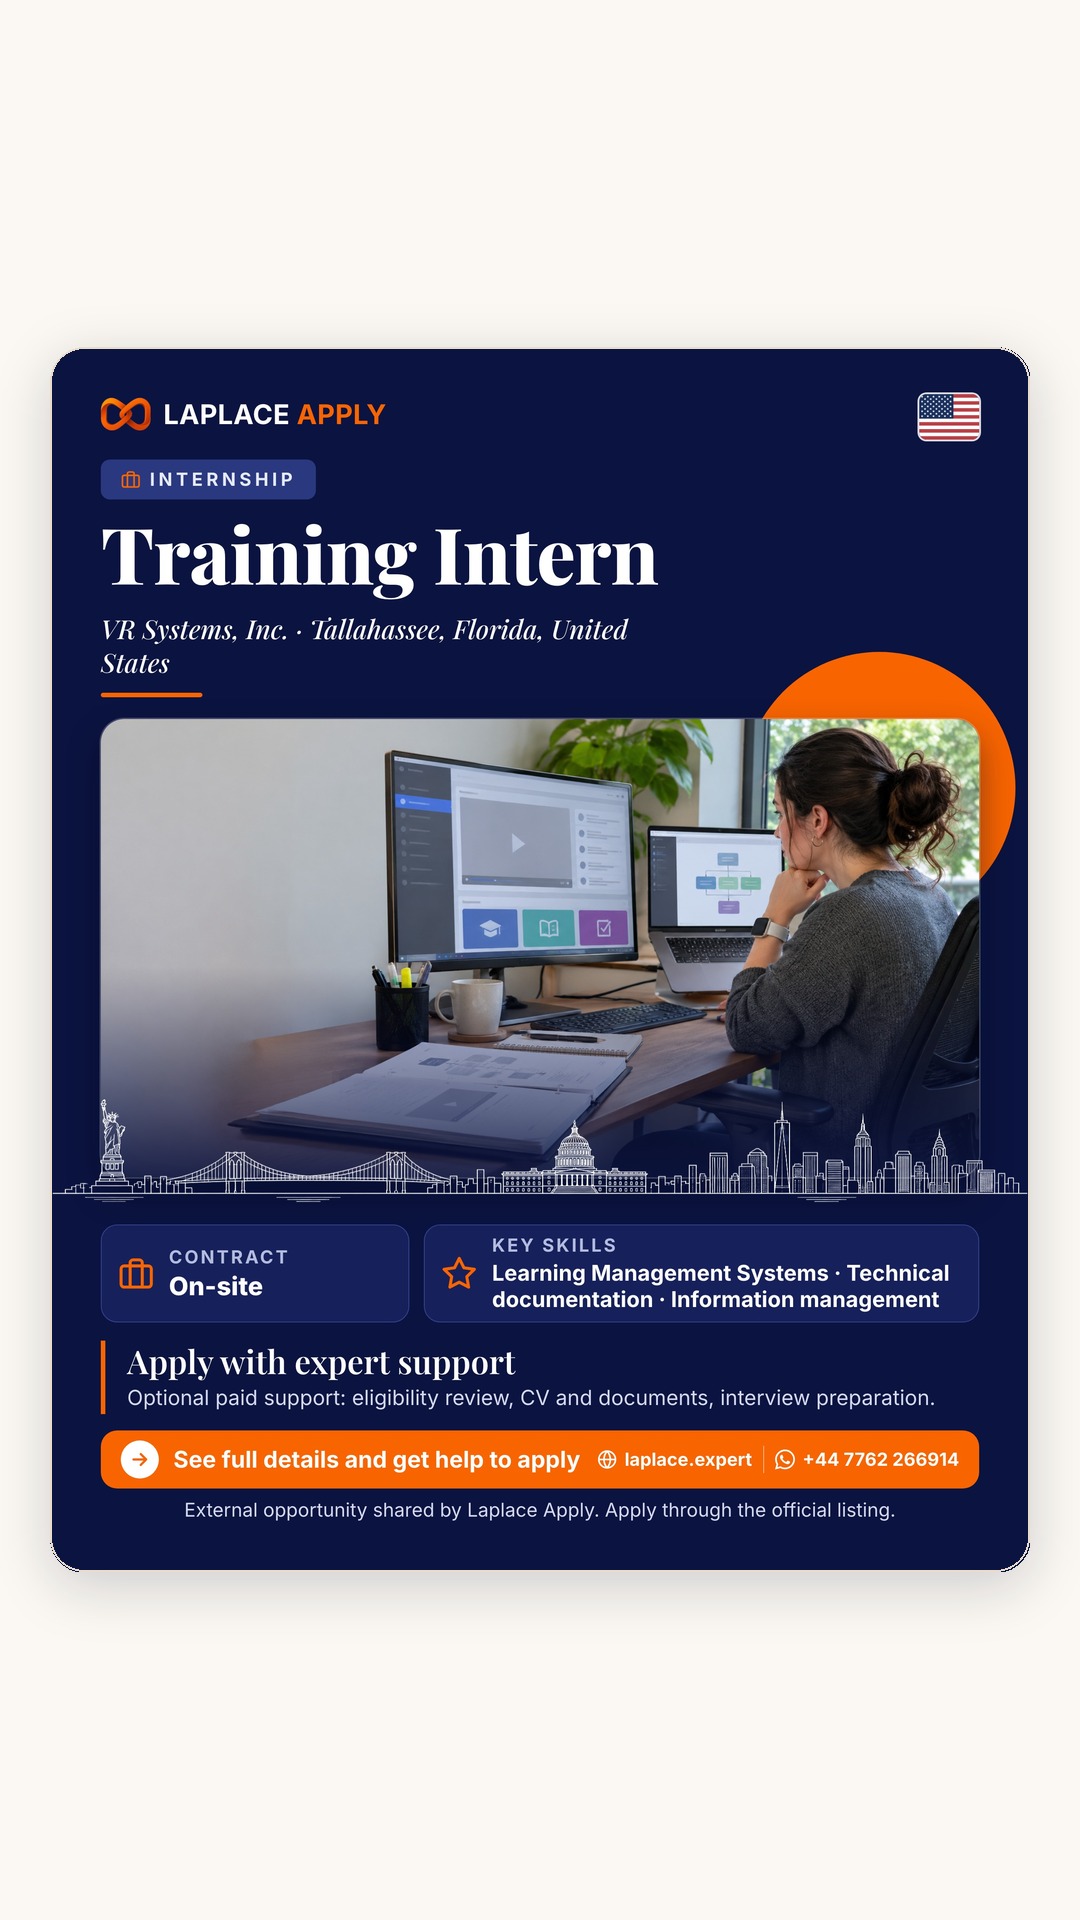 LAPLACE APPLY
INTERNSHIP
Training Intern
VR Systems, Inc. · Tallahassee, Florida, United
States
CONTRACT
On-site
KEY SKILLS
Learning Management Systems · Technical
documentation · Information management
Apply with expert support
Optional paid support: eligibility review, CV and documents, interview preparation.
See full details and get help to apply laplace.expert +44 7762 266914
External opportunity shared by Laplace Apply. Apply through the official listing.